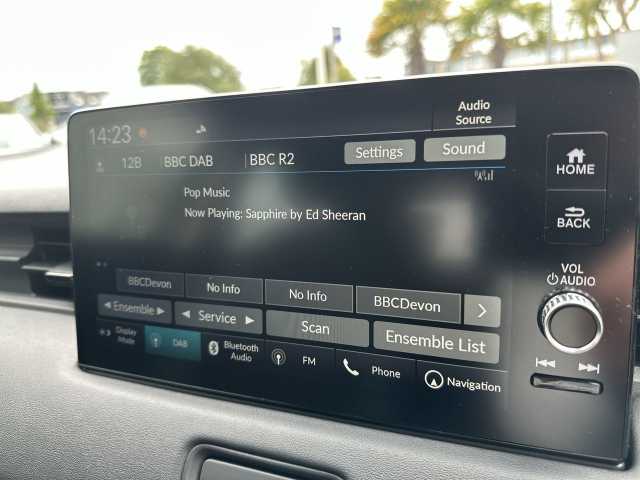 Audio
Source
14:23
12B BBC DAB BBC R2 Settings Sound
Pop Music
Now Playing: Sapphire by Ed Sheeran
HOME
BACK
VOL
AUDIO
BBCDevon No Info No Info BBCDevon
Ensemble Service Scan Ensemble List
Display
Mode
DAB
Bluetooth
Audio
FM
Phone
Navigation